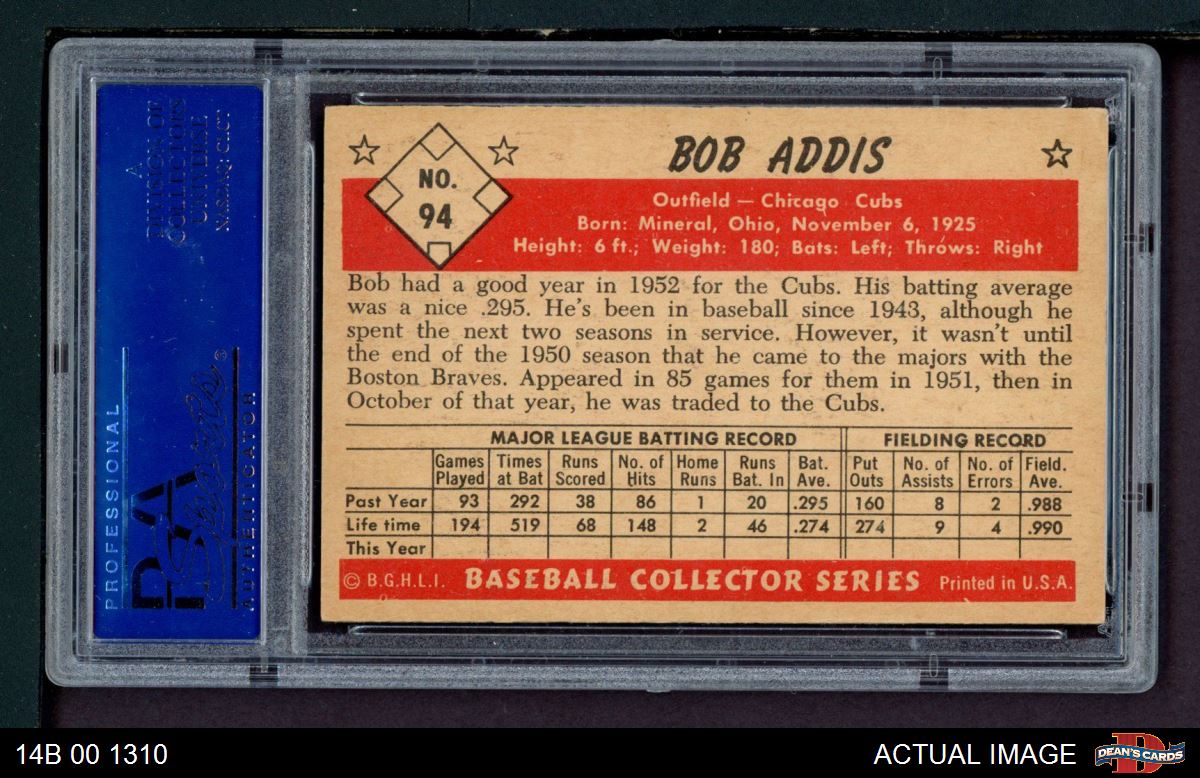 A
DIVISION OF
COLLECTORS
UNIVERSE
NASDAQ: CLCT
PROFESSIONAL
PSA
Sports®
AUTHENTICATOR
NO.
94
BOB ADDIS
Outfield — Chicago Cubs
Born: Mineral, Ohio, November 6, 1925
Height: 6 ft.; Weight: 180; Bats: Left; Throws: Right
Bob had a good year in 1952 for the Cubs. His batting average
was a nice .295. He's been in baseball since 1943, although he
spent the next two seasons in service. However, it wasn't until
the end of the 1950 season that he came to the majors with the
Boston Braves. Appeared in 85 games for them in 1951, then in
October of that year, he was traded to the Cubs.
MAJOR LEAGUE BATTING RECORD FIELDING RECORD
Games Times Runs No. of Home Runs Bat. Put No. of No. of Field.
Played at Bat Scored Hits Runs Bat. In Ave. Outs Assists Errors Ave.
Past Year 93 292 38 86 1 20 .295 160 8 2 .988
Life time 194 519 68 148 2 46 .274 274 9 4 .990
This Year
© B.G.H.L.I. BASEBALL COLLECTOR SERIES Printed in U.S.A.
14B 00 1310
ACTUAL IMAGE
DEAN'S CARDS